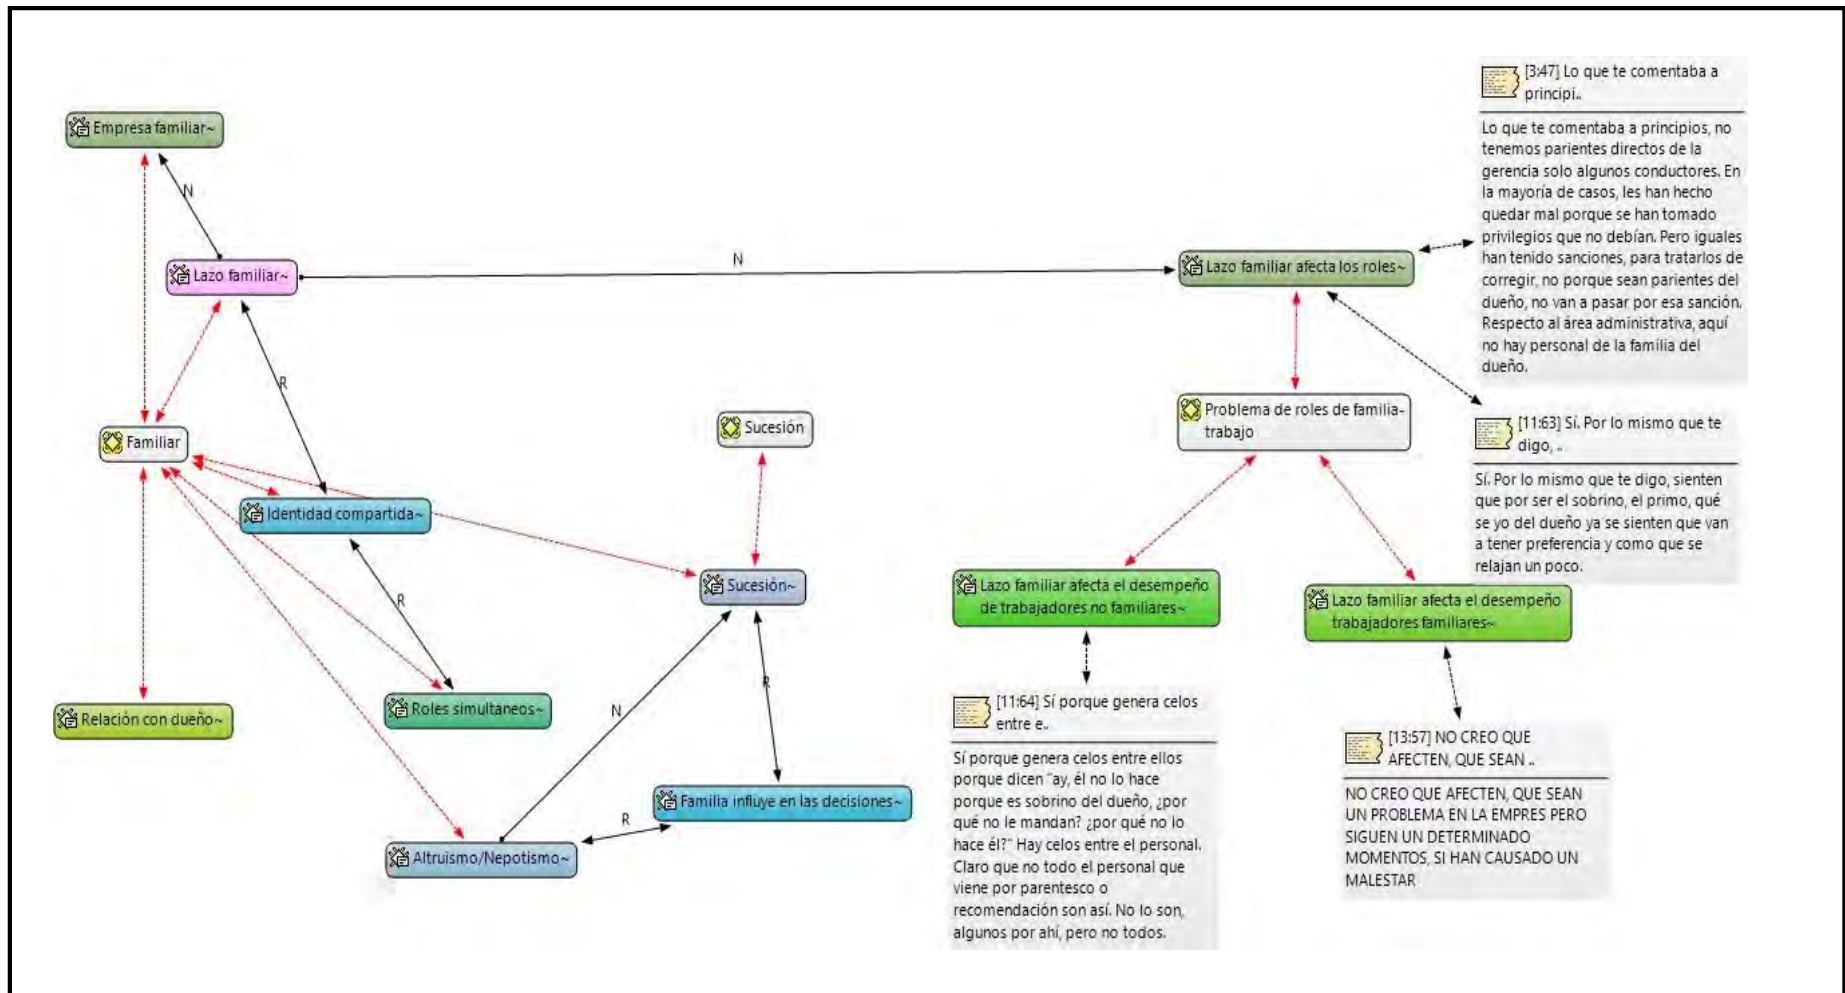 Empresa familiar~
N
Lazo familiar~
N
Lazo familiar afecta los roles~
R
Familiar
Sucesión
Problema de roles de familia-
trabajo
Identidad compartida~
R
Sucesión~
R
Lazo familiar afecta el desempeño
de trabajadores no familiares~
Lazo familiar afecta el desempeño
trabajadores familiares~
Relación con dueño~
Roles simultaneos~
N
Familia influye en las decisiones~
R
Altruismo/Nepotismo~
[3:47] Lo que te comentaba a
principi..
Lo que te comentaba a principios, no
tenemos parientes directos de la
gerencia solo algunos conductores. En
la mayoría de casos, les han hecho
quedar mal porque se han tomado
privilegios que no debían. Pero iguales
han tenido sanciones, para tratarlos de
corregir, no porque sean parientes del
dueño, no van a pasar por esa sanción.
Respecto al área administrativa, aquí
no hay personal de la familia del
dueño.
[11:63] Sí. Por lo mismo que te
digo, ..
Sí. Por lo mismo que te digo, sienten
que por ser el sobrino, el primo, qué
se yo del dueño ya se sienten que van
a tener preferencia y como que se
relajan un poco.
[11:64] Sí porque genera celos
entre e..
Sí porque genera celos entre ellos
porque dicen "ay, él no lo hace
porque es sobrino del dueño, ¿por
qué no le mandan? ¿por qué no lo
hace él?" Hay celos entre el personal.
Claro que no todo el personal que
viene por parentesco o
recomendación son así. No lo son,
algunos por ahí, pero no todos.
[13:57] NO CREO QUE
AFECTEN, QUE SEAN ..
NO CREO QUE AFECTEN, QUE SEAN
UN PROBLEMA EN LA EMPRES PERO
SIGUEN UN DETERMINADO
MOMENTOS, SI HAN CAUSADO UN
MALESTAR